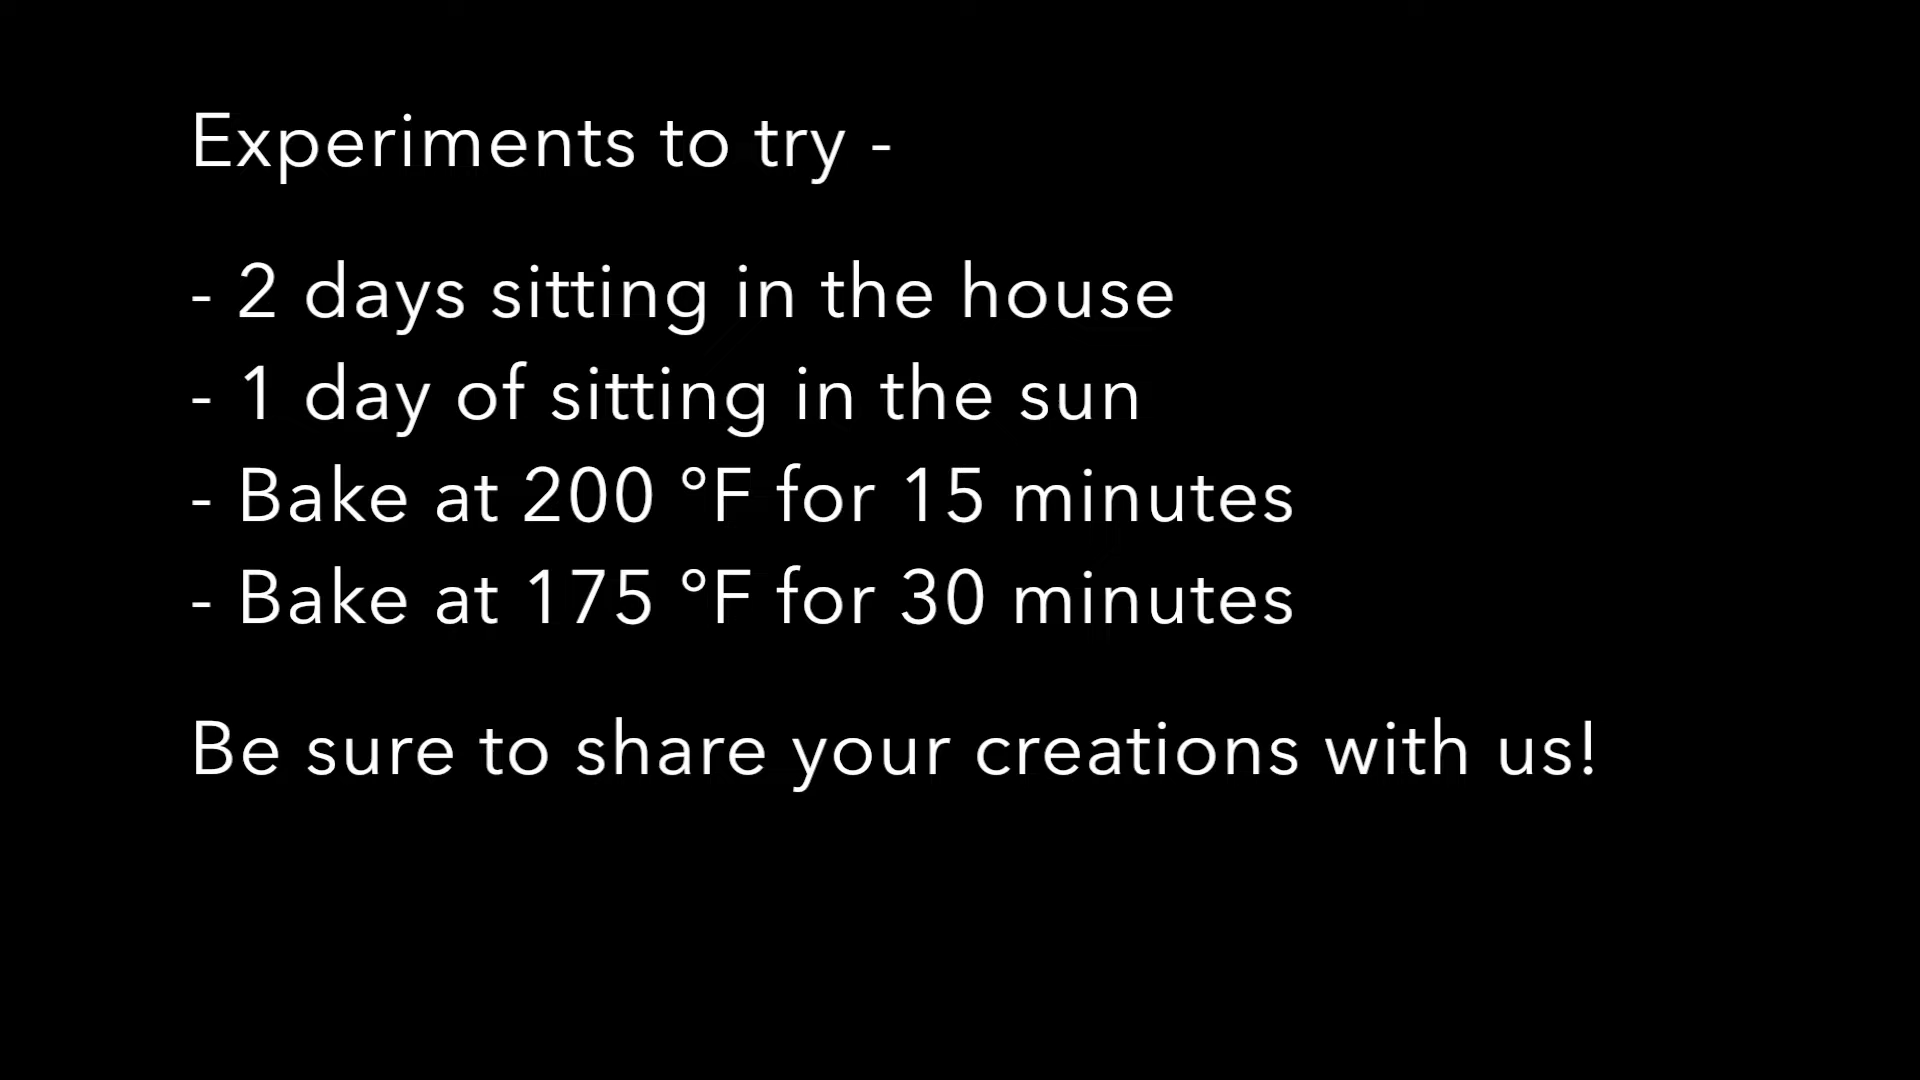 Experiments to try -
- 2 days sitting in the house
- 1 day of sitting in the sun
- Bake at 200 °F for 15 minutes
- Bake at 175 °F for 30 minutes
Be sure to share your creations with us!